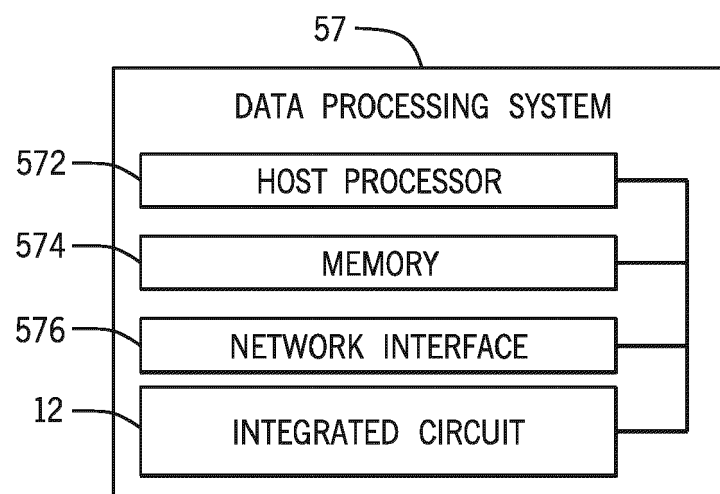 57
DATA PROCESSING SYSTEM
572
HOST PROCESSOR
574
MEMORY
576
NETWORK INTERFACE
12
INTEGRATED CIRCUIT